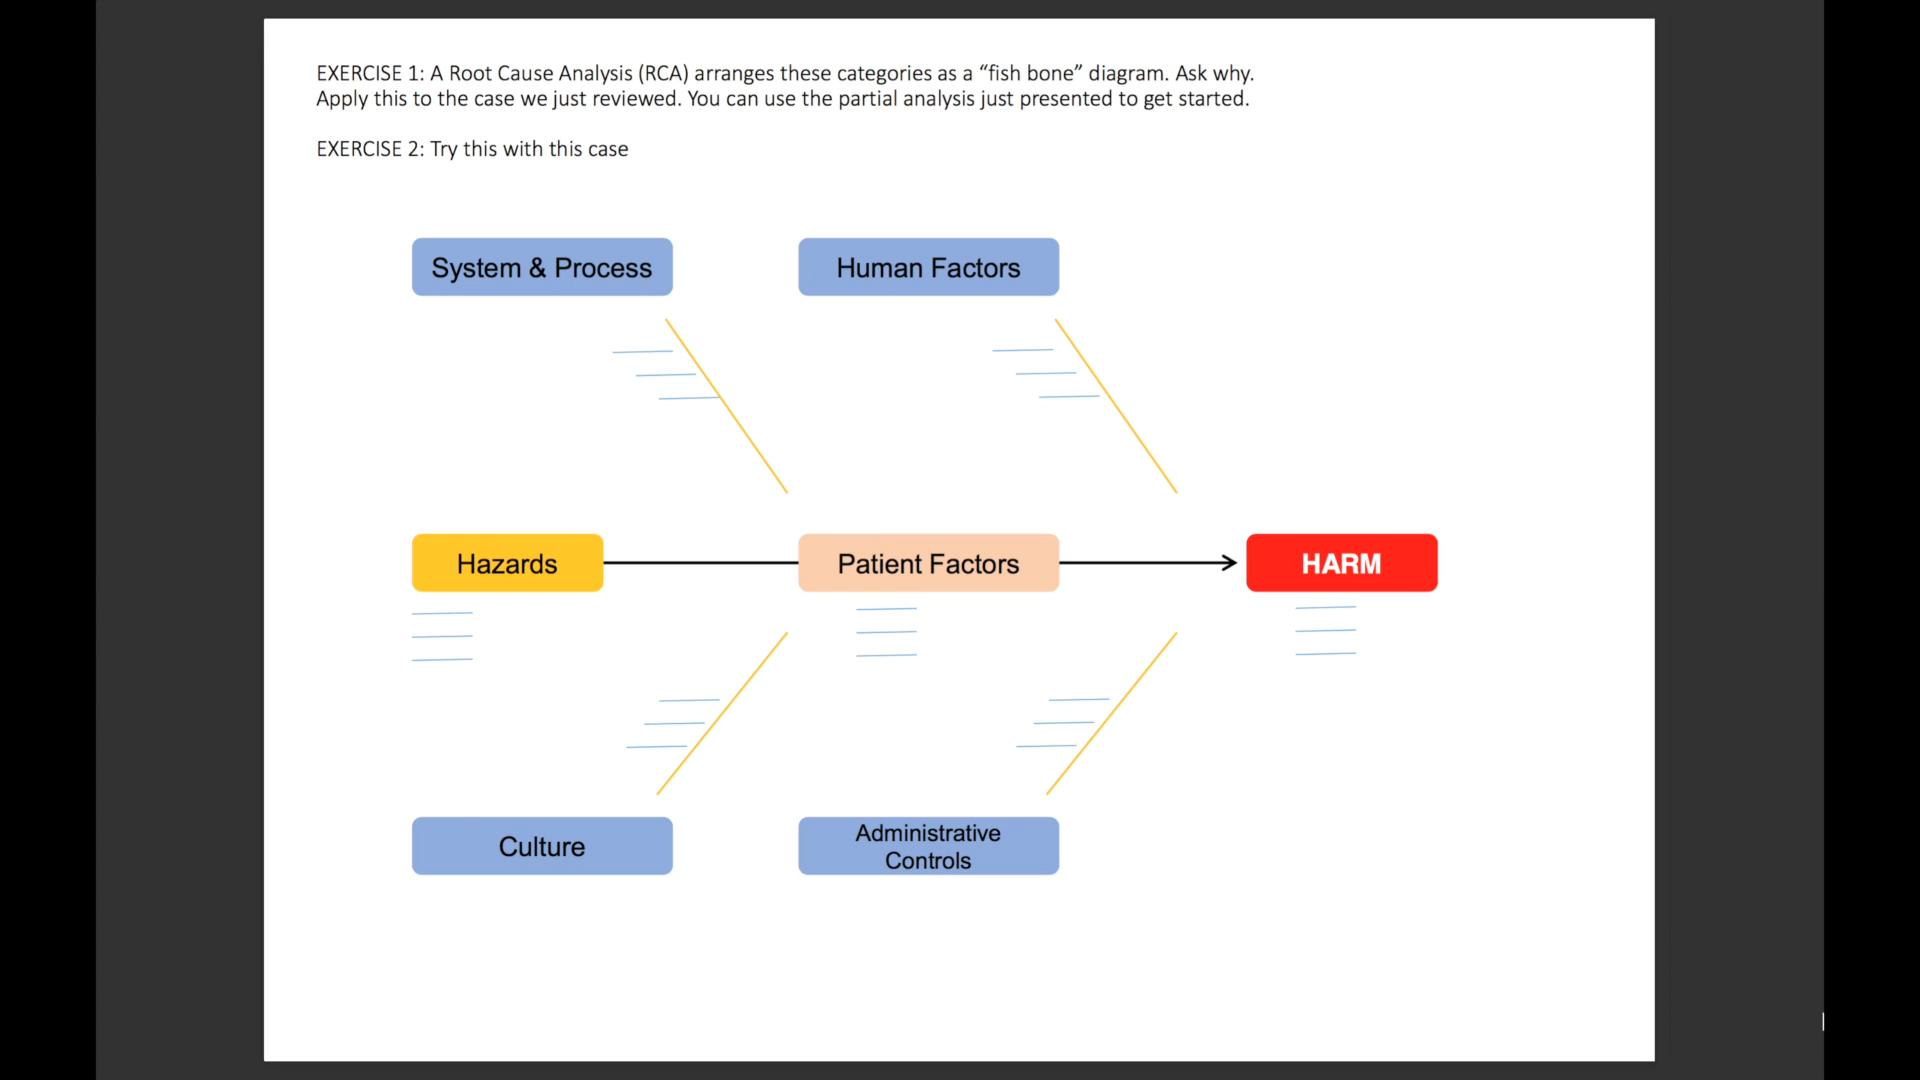 EXERCISE 1: A Root Cause Analysis (RCA) arranges these categories as a “fish bone” diagram. Ask why.
Apply this to the case we just reviewed. You can use the partial analysis just presented to get started.
EXERCISE 2: Try this with this case
System & Process
Human Factors
Hazards
Patient Factors
HARM
Culture
Administrative
Controls